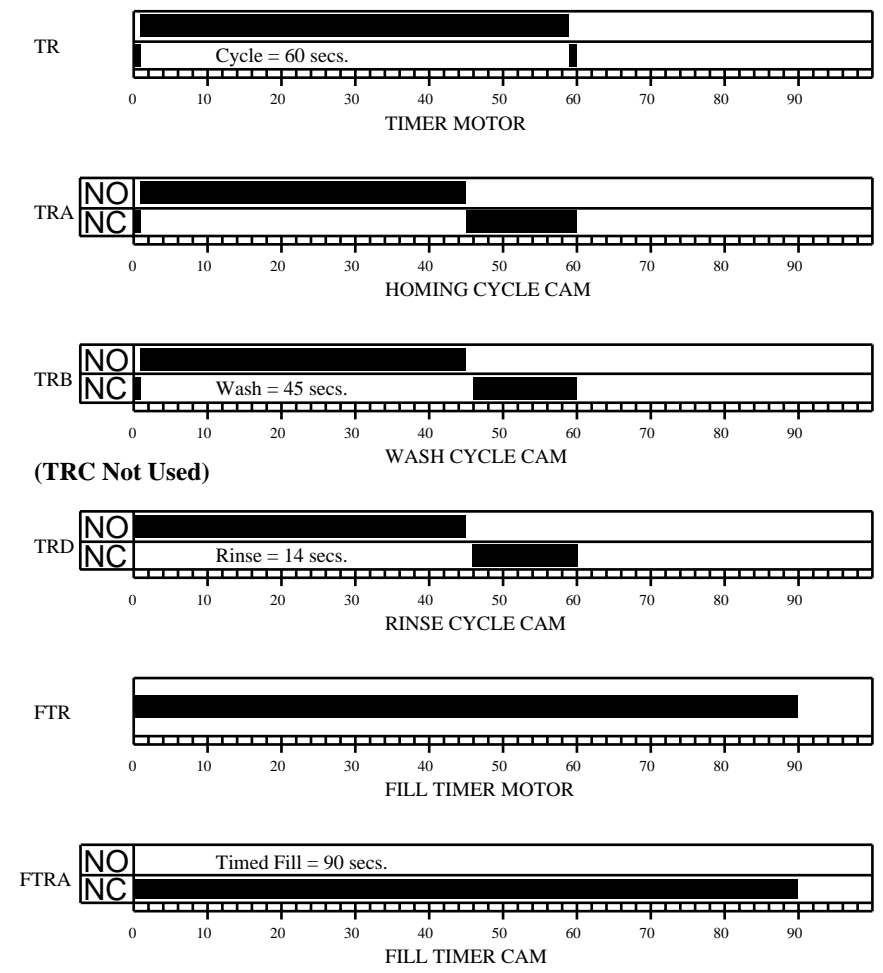 TR
Cycle = 60 secs.
0 10 20 30 40 50 60 70 80 90
TIMER MOTOR
TRA
NO
NC
0 10 20 30 40 50 60 70 80 90
HOMING CYCLE CAM
TRB
NO
NC
Wash = 45 secs.
0 10 20 30 40 50 60 70 80 90
WASH CYCLE CAM
(TRC Not Used)
TRD
NO
NC
Rinse = 14 secs.
0 10 20 30 40 50 60 70 80 90
RINSE CYCLE CAM
FTR
0 10 20 30 40 50 60 70 80 90
FILL TIMER MOTOR
FTRA
NO
Timed Fill = 90 secs.
NC
0 10 20 30 40 50 60 70 80 90
FILL TIMER CAM